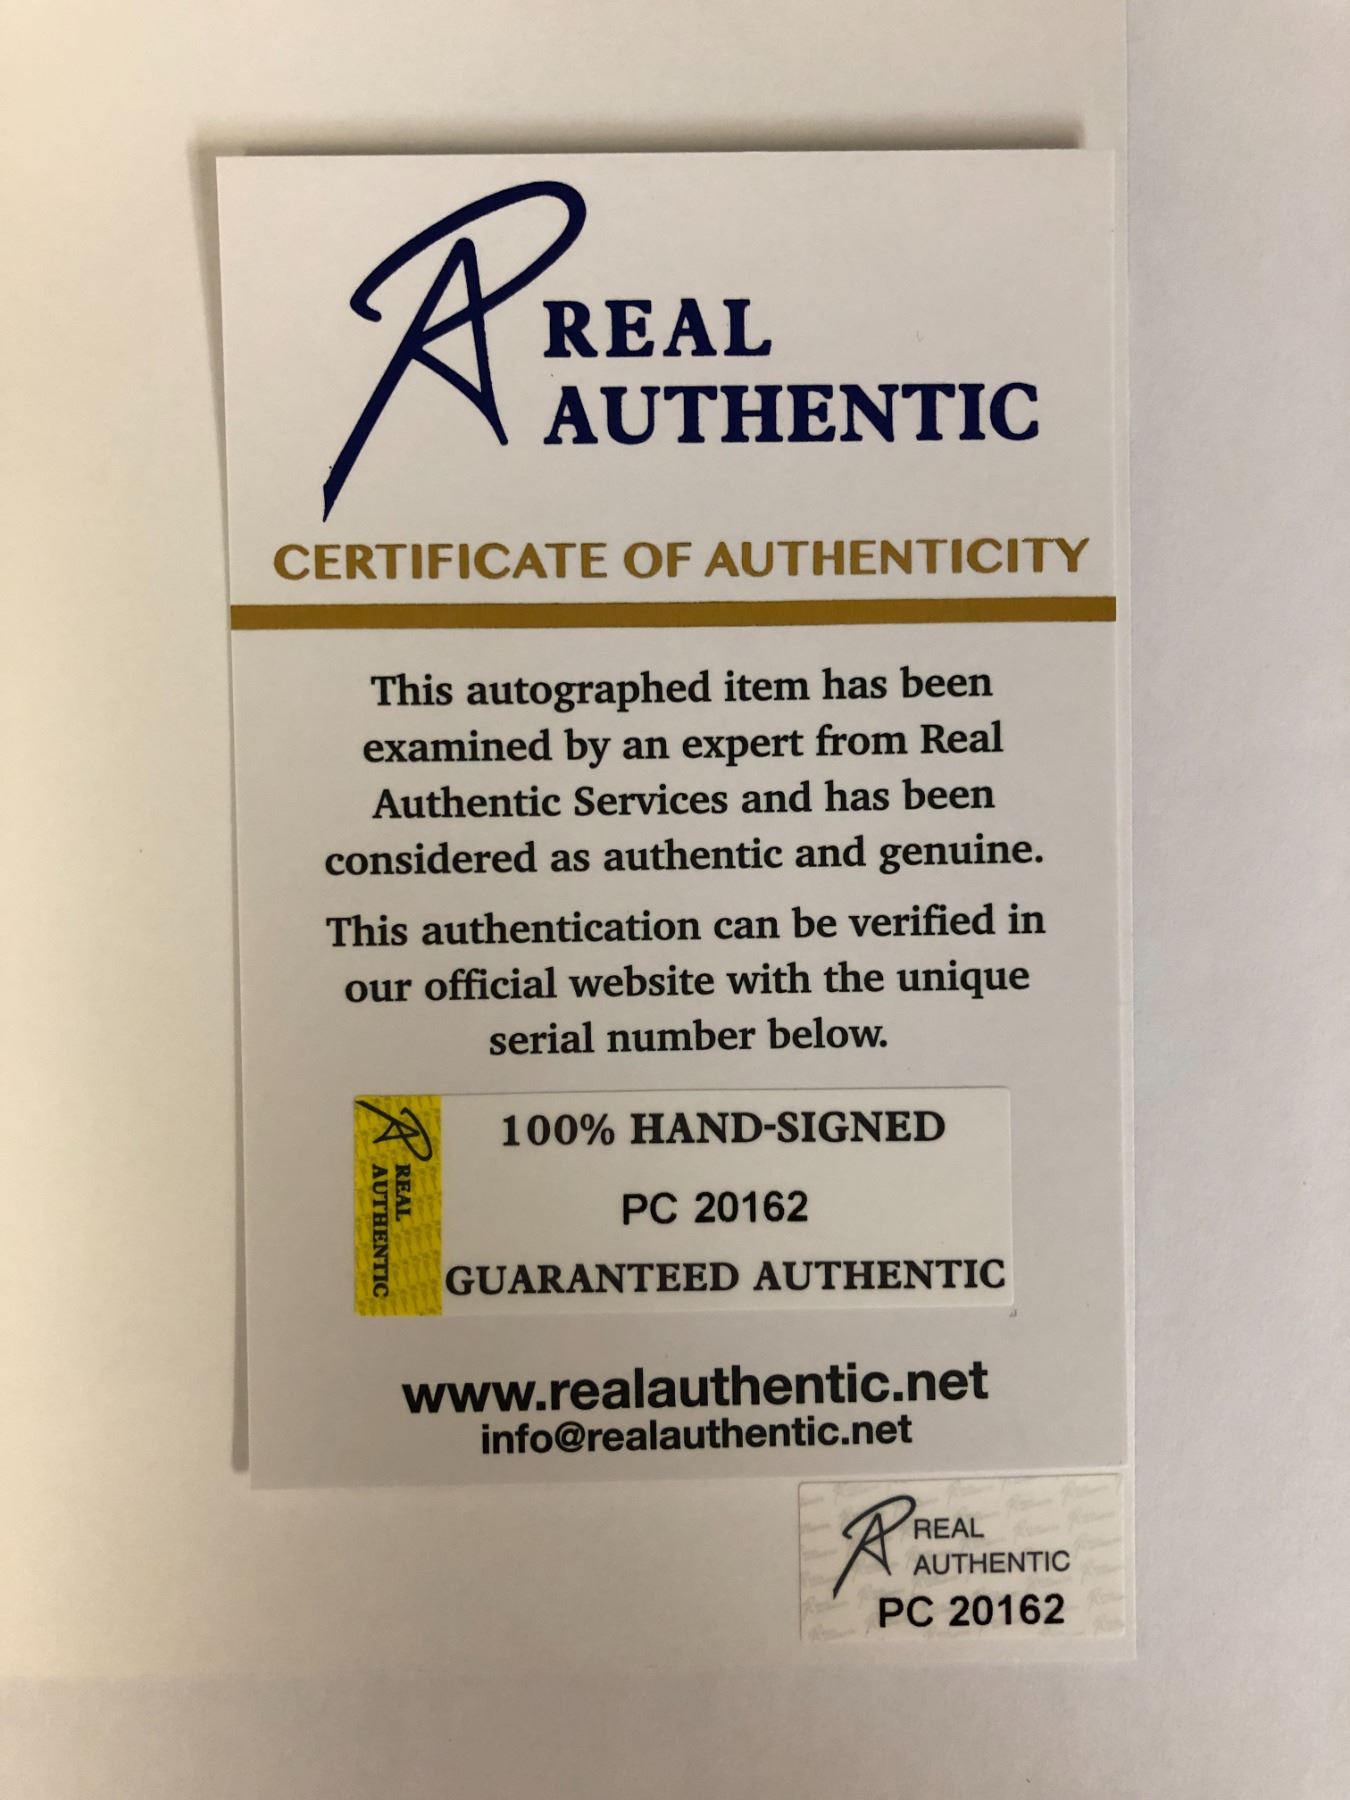 REAL
AUTHENTIC
CERTIFICATE OF AUTHENTICITY
This autographed item has been
examined by an expert from Real
Authentic Services and has been
considered as authentic and genuine.
This authentication can be verified in
our official website with the unique
serial number below.
REAL
AUTHENTIC
100% HAND-SIGNED
PC 20162
GUARANTEED AUTHENTIC
www.realauthentic.net
info@realauthentic.net
REAL
AUTHENTIC
PC 20162